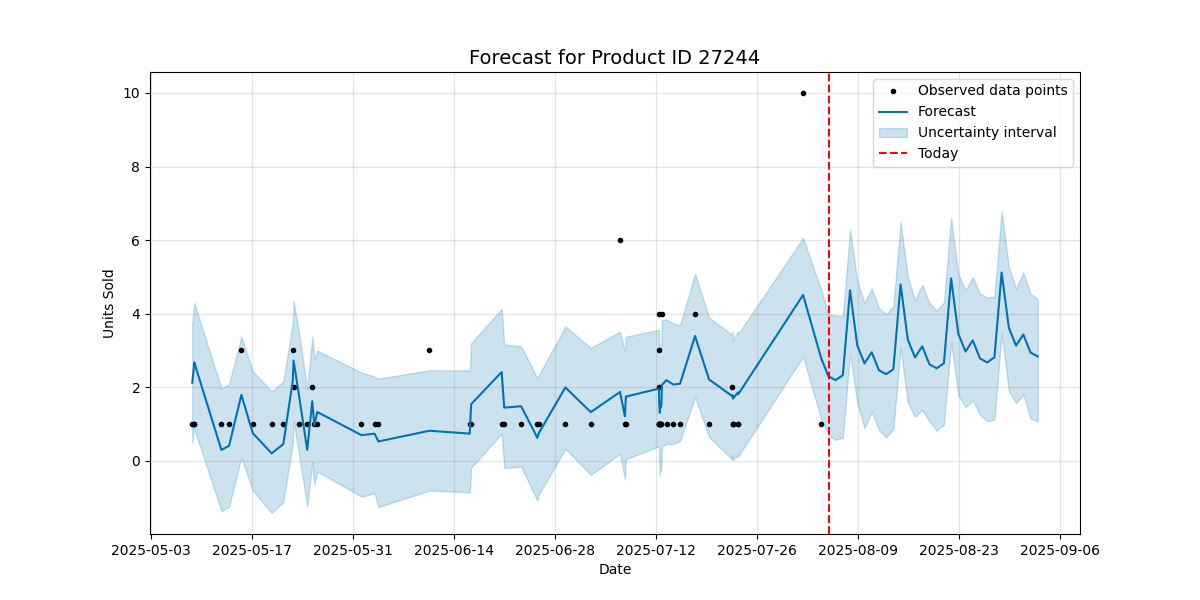 Forecast for Product ID 27244
Observed data points
Forecast
Uncertainty interval
Today
10
8
6
4
2
0
Units Sold
2025-05-03 2025-05-17 2025-05-31 2025-06-14 2025-06-28 2025-07-12 2025-07-26 2025-08-09 2025-08-23 2025-09-06
Date